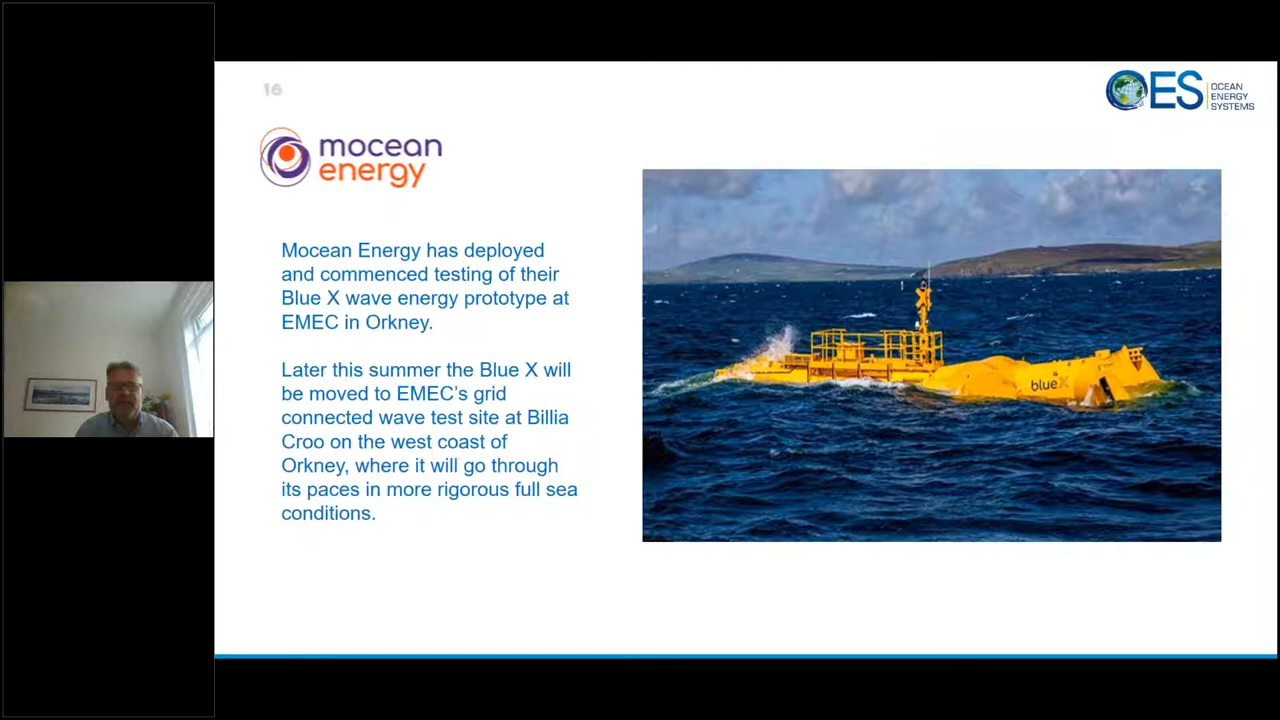 16
OES
OCEAN
ENERGY
SYSTEMS
mocean
energy
Mocean Energy has deployed
and commenced testing of their
Blue X wave energy prototype at
EMEC in Orkney.
Later this summer the Blue X will
be moved to EMEC's grid
connected wave test site at Billia
Croo on the west coast of
Orkney, where it will go through
its paces in more rigorous full sea
conditions.
blueX